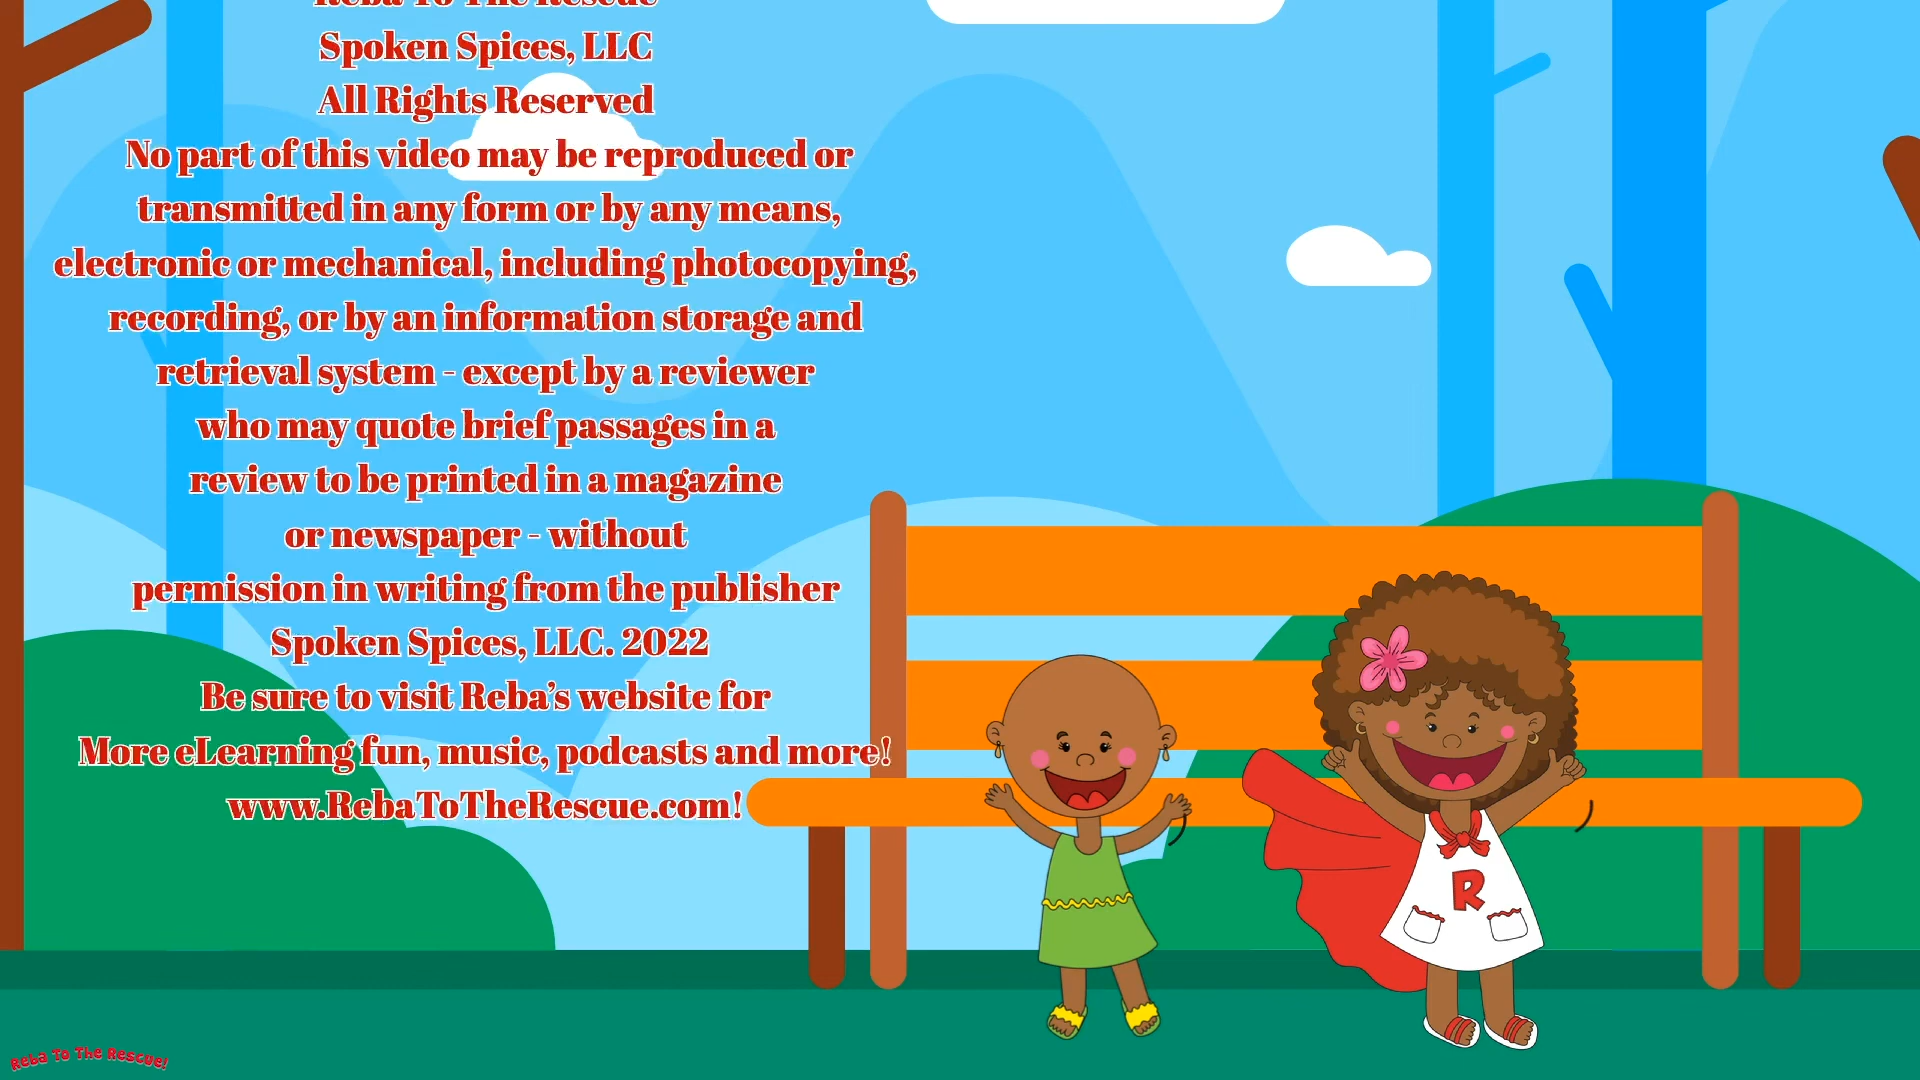 Reba To The Rescue
Spoken Spices, LLC
All Rights Reserved
No part of this video may be reproduced or
transmitted in any form or by any means,
electronic or mechanical, including photocopying,
recording, or by an information storage and
retrieval system - except by a reviewer
who may quote brief passages in a
review to be printed in a magazine
or newspaper - without
permission in writing from the publisher
Spoken Spices, LLC. 2022
Be sure to visit Reba's website for
More eLearning fun, music, podcasts and more!
www.RebaToTheRescue.com!
R
Reba To The Rescue!